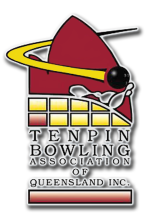 TENPIN
BOWLING
ASSOCIATION
OF
QUEENSLAND INC.